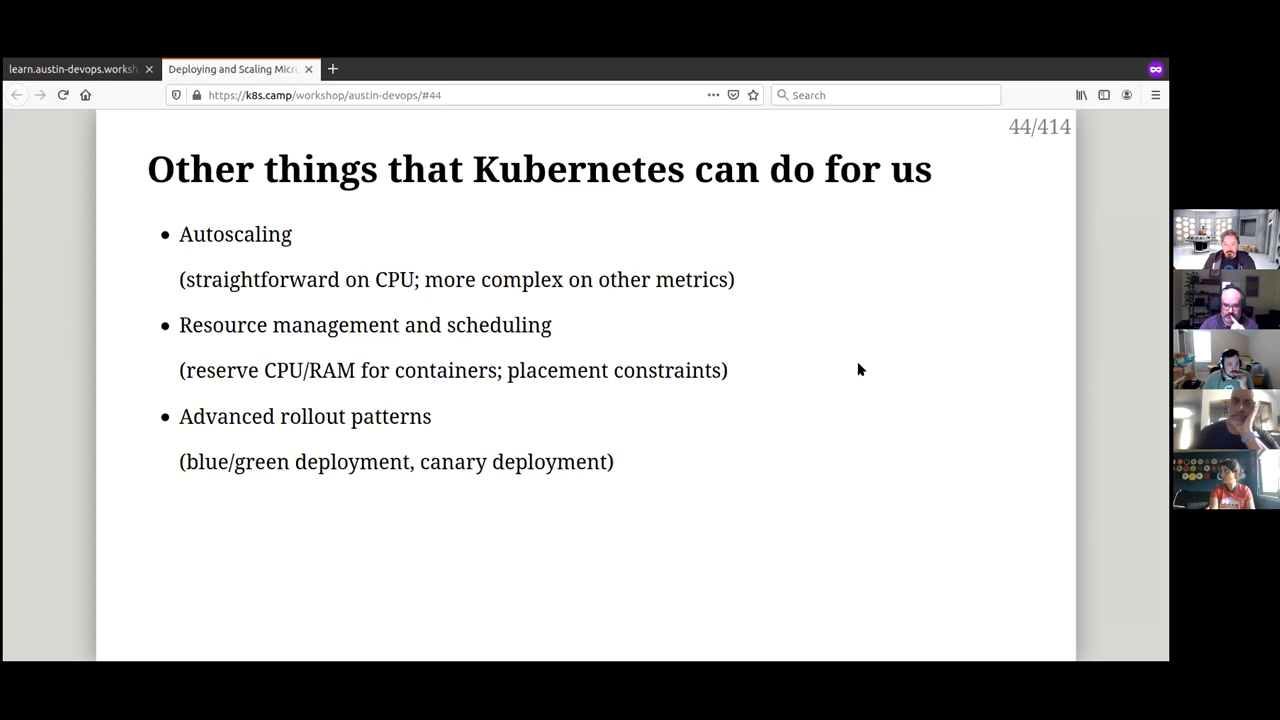 learn.austin-devops.worksh
Deploying and Scaling Micr
https://k8s.camp/workshop/austin-devops/#44
Search
44/414
Other things that Kubernetes can do for us
• Autoscaling
(straightforward on CPU; more complex on other metrics)
• Resource management and scheduling
(reserve CPU/RAM for containers; placement constraints)
• Advanced rollout patterns
(blue/green deployment, canary deployment)